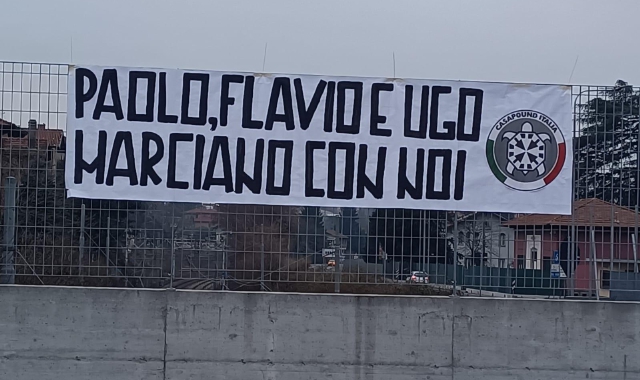 PAOLO, FLAVIO E UGO
MARCIANO CON NOI
CASAPOUND ITALIA